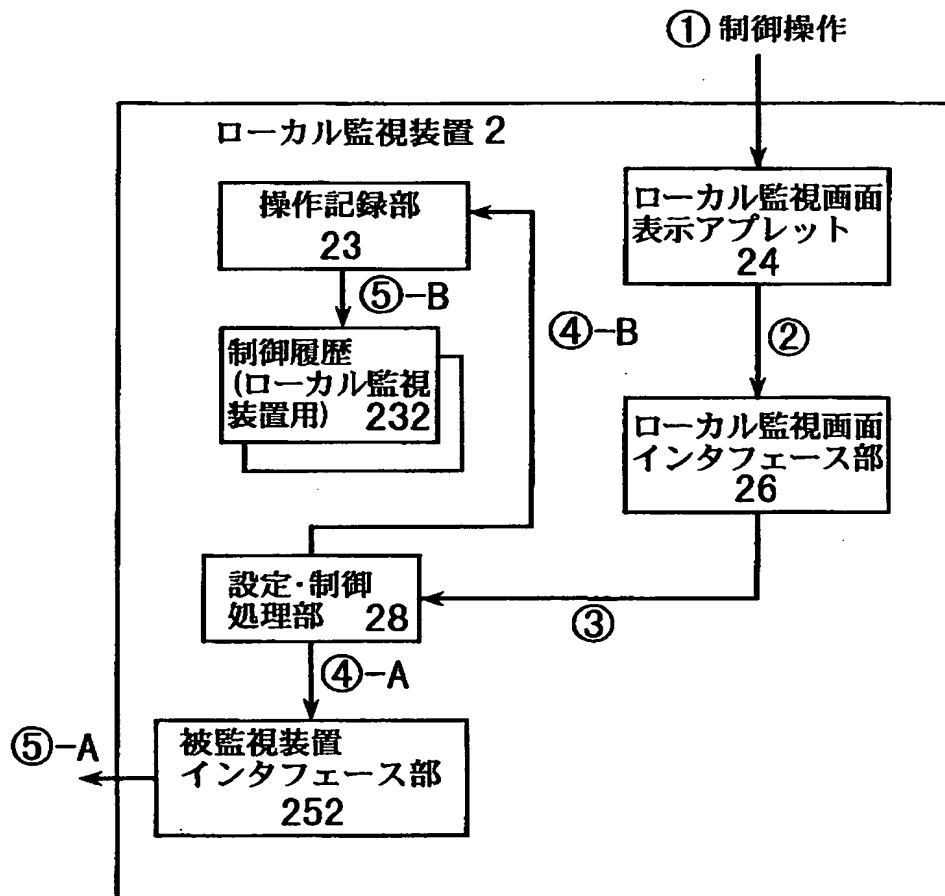 ①制御操作
ローカル監視装置2
操作記録部
23
ローカル監視画面
表示アプレット
24
⑤-B
④-B
②
制御履歴
(ローカル監視
装置用) 232
ローカル監視画面
インタフェース部
26
設定・制御
処理部 28
③
④-A
⑤-A
被監視装置
インタフェース部
252